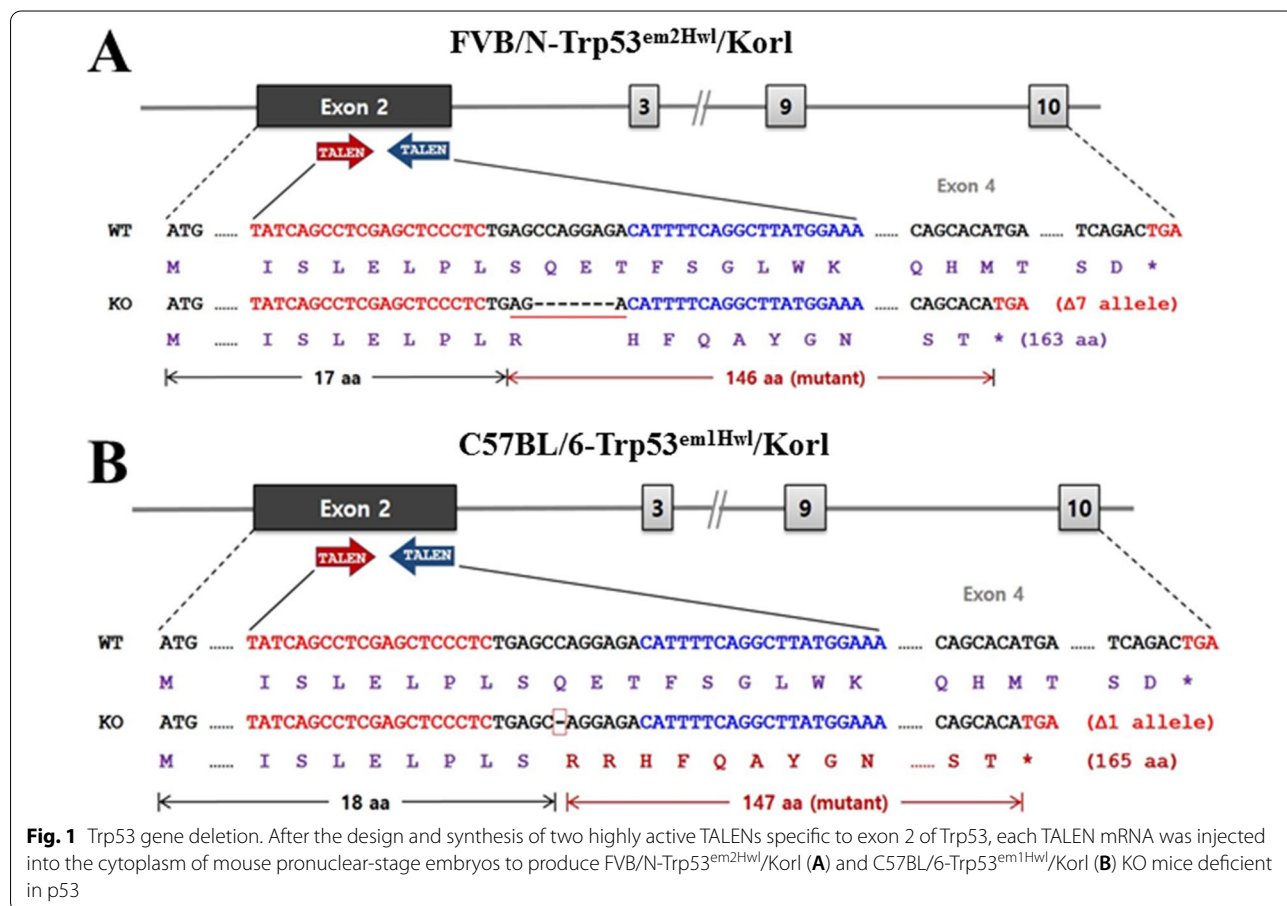 A
FVB/N-Trp53em2Hwl/Korl
Exon 2 3 // 9 10
TALEN TALEN
Exon 4
WT ATG ...... TATCAGCCTCGAGCTCCCTCTGAGCCAGGAGACATTTTCAGGCTTATGGAAA ...... CAGCACATGA ...... TCAGACTGA
M I S L E L P L S Q E T F S G L W K Q H M T S D *
KO ATG ...... TATCAGCCTCGAGCTCCCTCTGAG-------ACATTTTCAGGCTTATGGAAA ...... CAGCACATGA (Δ7 allele)
M ...... I S L E L P L R H F Q A Y G N S T * (163 aa)
17 aa 146 aa (mutant)
B
C57BL/6-Trp53em1Hwl/Korl
Exon 2 3 // 9 10
TALEN TALEN
Exon 4
WT ATG ...... TATCAGCCTCGAGCTCCCTCTGAGCCAGGAGACATTTTCAGGCTTATGGAAA ...... CAGCACATGA ...... TCAGACTGA
M I S L E L P L S Q E T F S G L W K Q H M T S D *
KO ATG ...... TATCAGCCTCGAGCTCCCTCTGAGC-AGGAGACATTTTCAGGCTTATGGAAA ...... CAGCACATGA (Δ1 allele)
M ...... I S L E L P L S R R H F Q A Y G N ...... S T * (165 aa)
18 aa 147 aa (mutant)
Fig. 1 Trp53 gene deletion. After the design and synthesis of two highly active TALENs specific to exon 2 of Trp53, each TALEN mRNA was injected
into the cytoplasm of mouse pronuclear-stage embryos to produce FVB/N-Trp53em2Hwl/Korl (A) and C57BL/6-Trp53em1Hwl/Korl (B) KO mice deficient
in p53